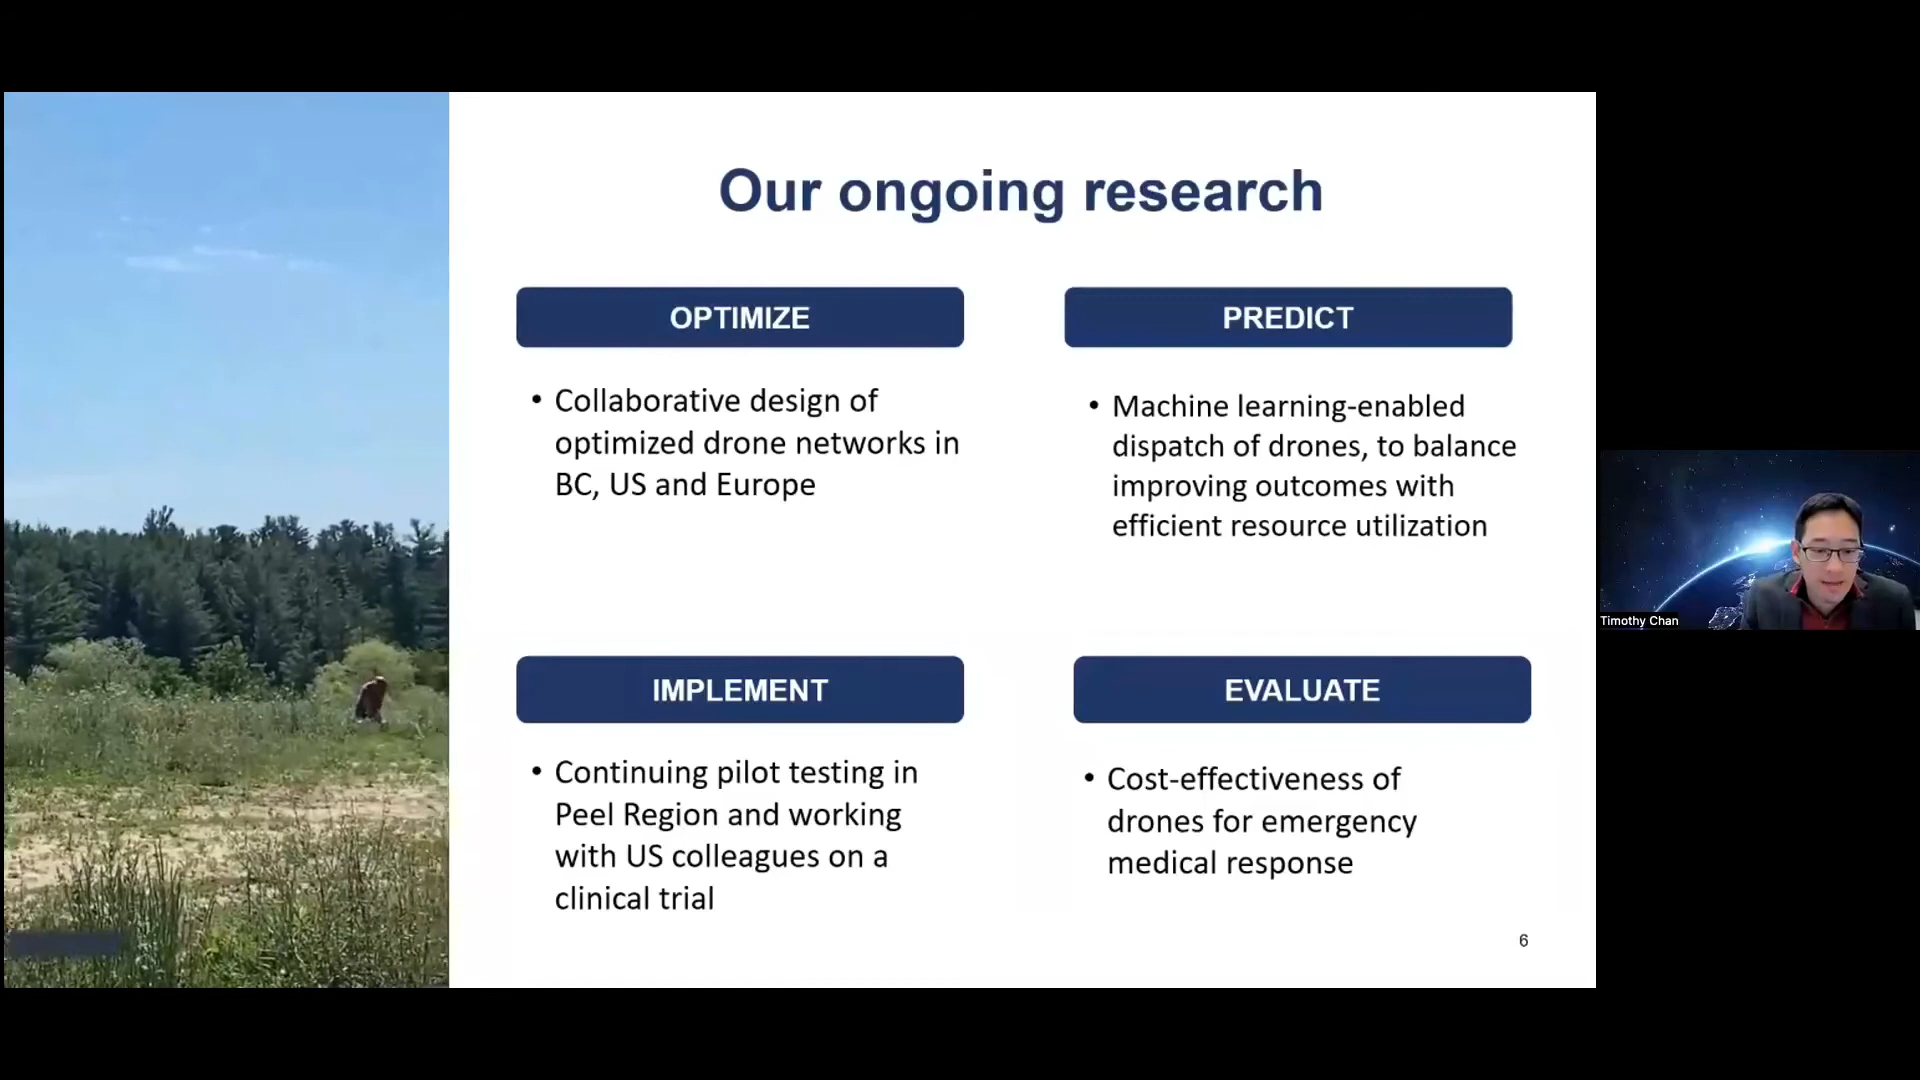 Our ongoing research
OPTIMIZE
• Collaborative design of
optimized drone networks in
BC, US and Europe
PREDICT
• Machine learning-enabled
dispatch of drones, to balance
improving outcomes with
efficient resource utilization
IMPLEMENT
• Continuing pilot testing in
Peel Region and working
with US colleagues on a
clinical trial
EVALUATE
• Cost-effectiveness of
drones for emergency
medical response
6
Timothy Chan